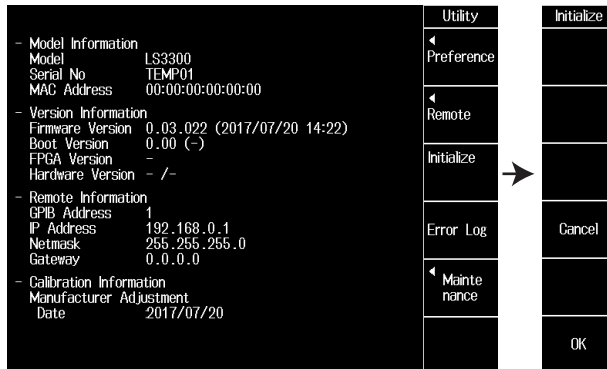 - Model Information
Model LS3300
Serial No TEMP01
MAC Address 00:00:00:00:00:00
- Version Information
Firmware Version 0.03.022 (2017/07/20 14:22)
Boot Version 0.00 (-)
FPGA Version -
Hardware Version - /-
- Remote Information
GPIB Address 1
IP Address 192.168.0.1
Netmask 255.255.255.0
Gateway 0.0.0.0
- Calibration Information
Manufacturer Adjustment
Date :2017/07/20
Utility
Preference
Remote
Initialize
Error Log
Mainte
nance
Initialize
Cancel
OK